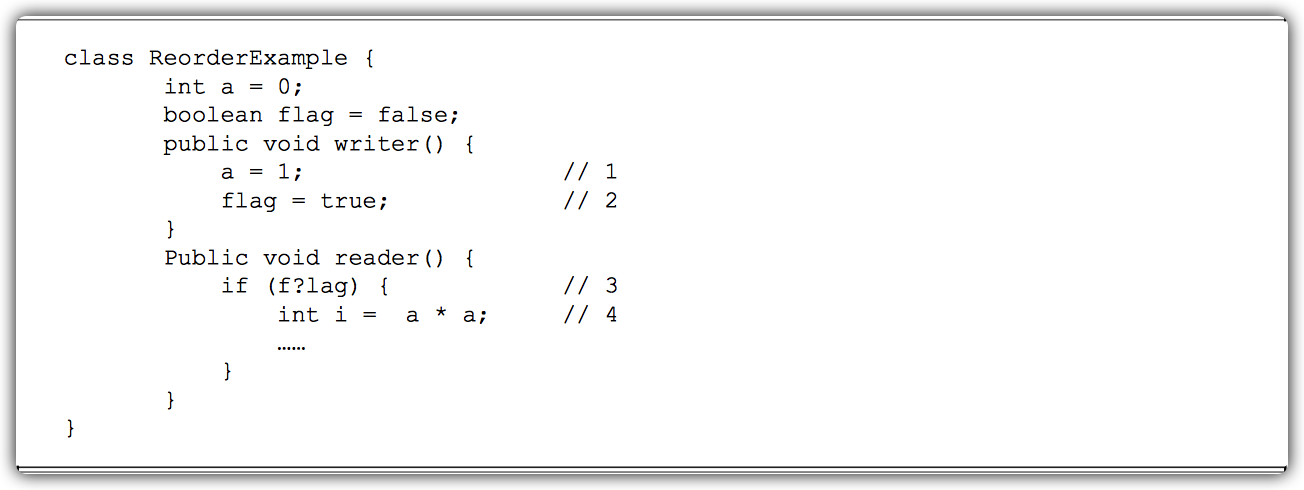 class ReorderExample {
int a = 0;
boolean flag = false;
public void writer() {
a = 1; // 1
flag = true; // 2
}
Public void reader() {
if (f?lag) { // 3
int i = a * a; // 4
……
}
}
}